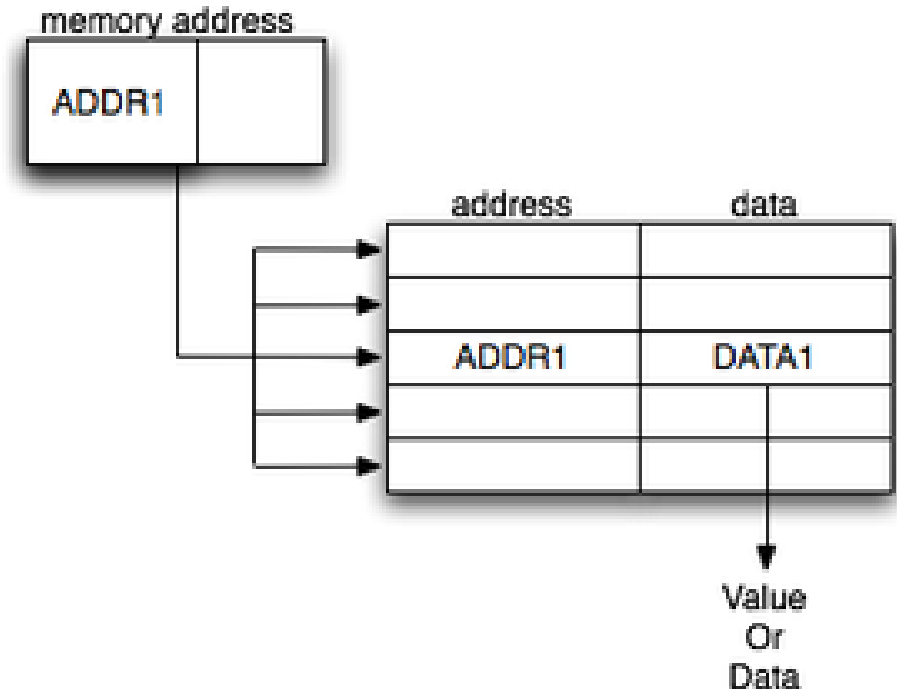 memory address
ADDR1
address data
ADDR1 DATA1
Value
Or
Data